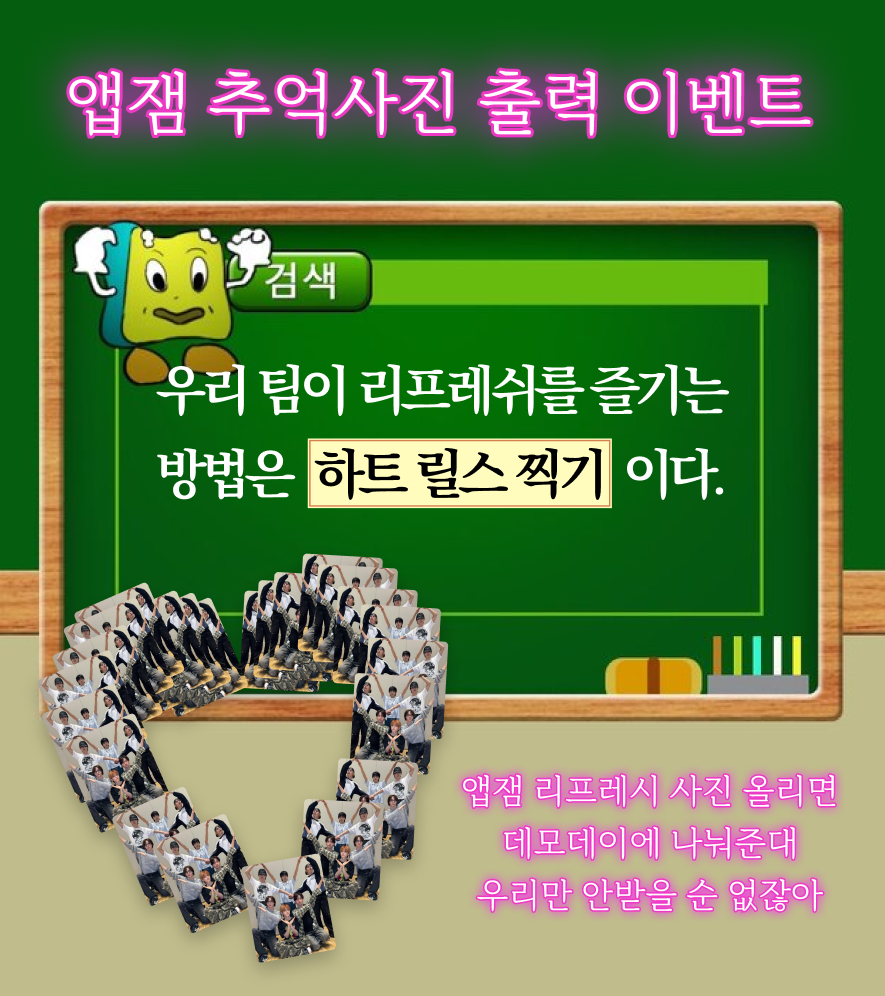 앱잼 추억사진 출력 이벤트
검색
우리 팀이 리프레쉬를 즐기는
방법은 하트 릴스 찍기 이다.
앱잼 리프레시 사진 올리면
데모데이에 나눠준대
우리만 안받을 순 없잖아